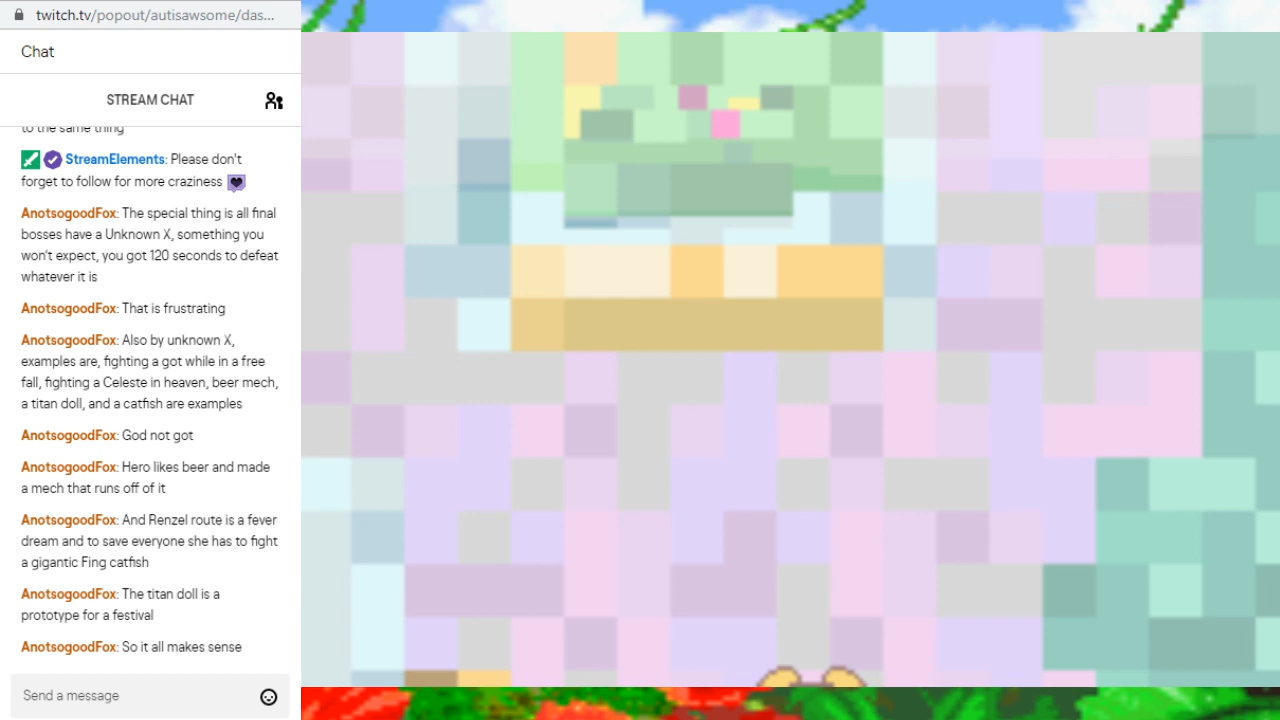 twitch.tv/popout/autisawsome/das...
Chat
STREAM CHAT
to the same thing
StreamElements: Please don't
forget to follow for more craziness
AnotsogoodFox: The special thing is all final
bosses have a Unknown X, something you
won't expect, you got 120 seconds to defeat
whatever it is
AnotsogoodFox: That is frustrating
AnotsogoodFox: Also by unknown X,
examples are, fighting a got while in a free
fall, fighting a Celeste in heaven, beer mech,
a titan doll, and a catfish are examples
AnotsogoodFox: God not got
AnotsogoodFox: Hero likes beer and made
a mech that runs off of it
AnotsogoodFox: And Renzel route is a fever
dream and to save everyone she has to fight
a gigantic Fing catfish
AnotsogoodFox: The titan doll is a
prototype for a festival
AnotsogoodFox: So it all makes sense
Send a message